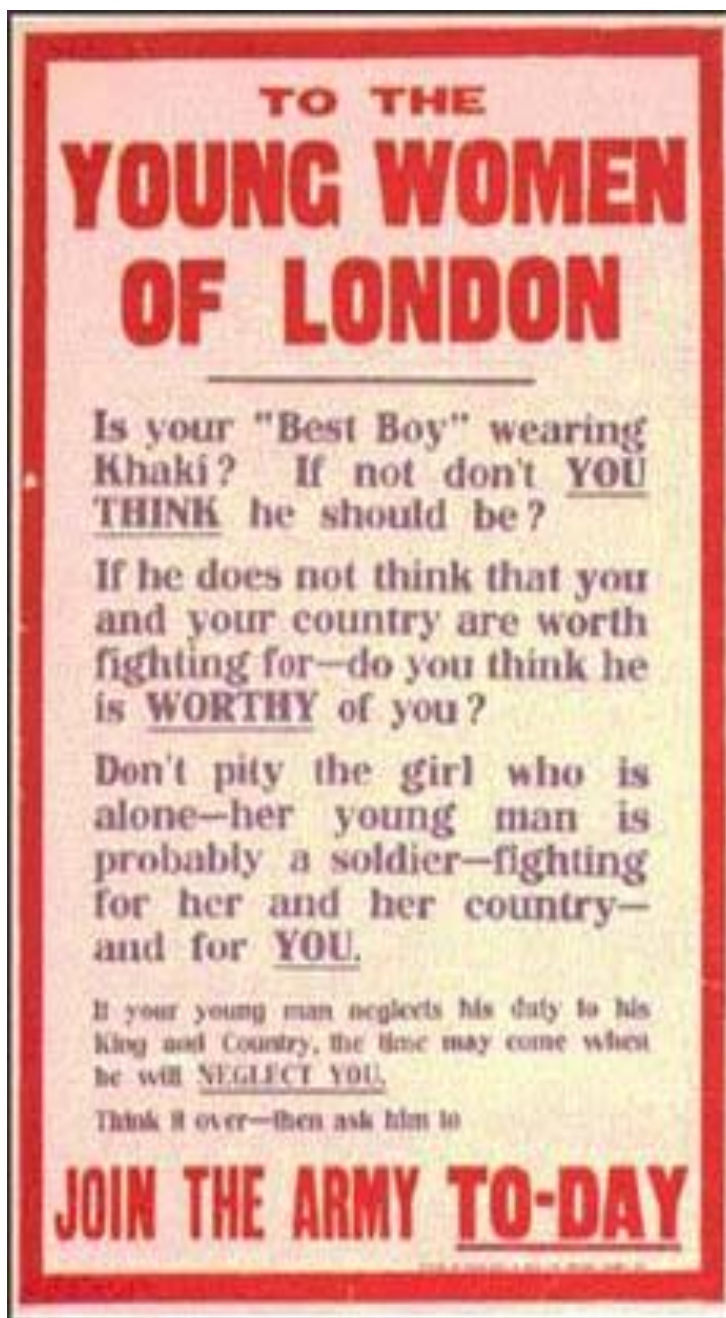 TO THE
YOUNG WOMEN
OF LONDON
Is your "Best Boy" wearing
Khaki? If not don't YOU
THINK he should be?
If he does not think that you
and your country are worth
fighting for—do you think he
is WORTHY of you?
Don't pity the girl who is
alone—her young man is
probably a soldier—fighting
for her and her country—
and for YOU.
If your young man neglects his duty to his
King and Country, the time may come when
he will NEGLECT YOU.
Think it over—then ask him to
JOIN THE ARMY TO-DAY